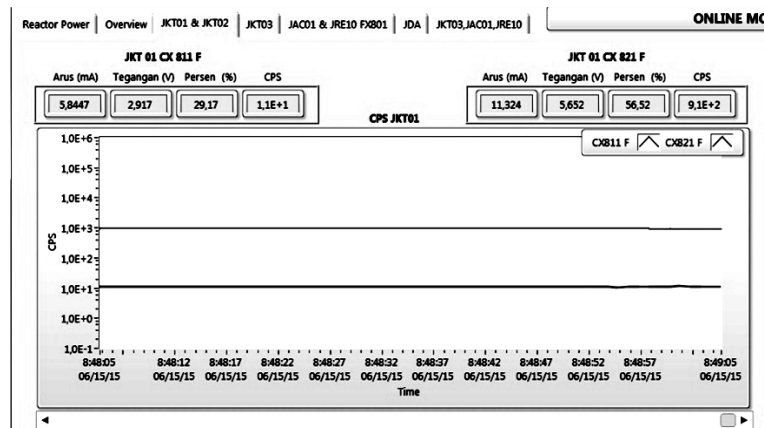 Reactor Power Overview JKT01 & JKT02 JKT03 JAC01 & JRE10 FX801 JDA JKT03,JAC01,JRE10 ONLINE MO
JKT 01 CX 811 F
Arus (mA) Tegangan (V) Persen (%) CPS
5,8447 2,917 29,17 1,1E+1
JKT 01 CX 821 F
Arus (mA) Tegangan (V) Persen (%) CPS
11,324 5,652 56,52 9,1E+2
CPS JKT01
CX811 F CX821 F
1,0E+6
1,0E+5
1,0E+4
1,0E+3
1,0E+2
1,0E+1
1,0E+0
1,0E-1
CPS
8:48:05 8:48:12 8:48:17 8:48:22 8:48:27 8:48:32 8:48:37 8:48:42 8:48:47 8:48:52 8:48:57 8:49:05
06/15/15 06/15/15 06/15/15 06/15/15 06/15/15 06/15/15 06/15/15 06/15/15 06/15/15 06/15/15 06/15/15 06/15/15
Time